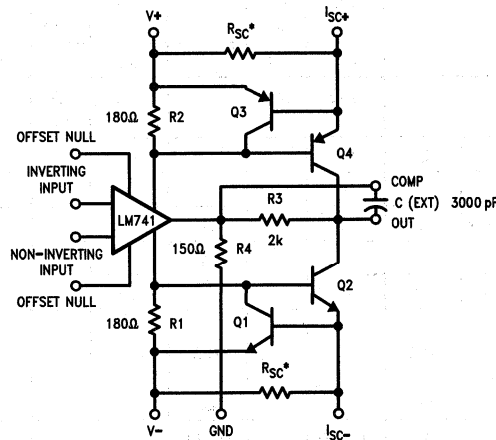 V+
RSC*
ISC+
180Ω R2
Q3
Q4
OFFSET NULL
INVERTING
INPUT
COMP
C (EXT) 3000 pF
OUT
LM741
R3
2k
150Ω R4
NON-INVERTING
INPUT
OFFSET NULL
Q2
180Ω R1
Q1
RSC*
V-
GND
ISC-